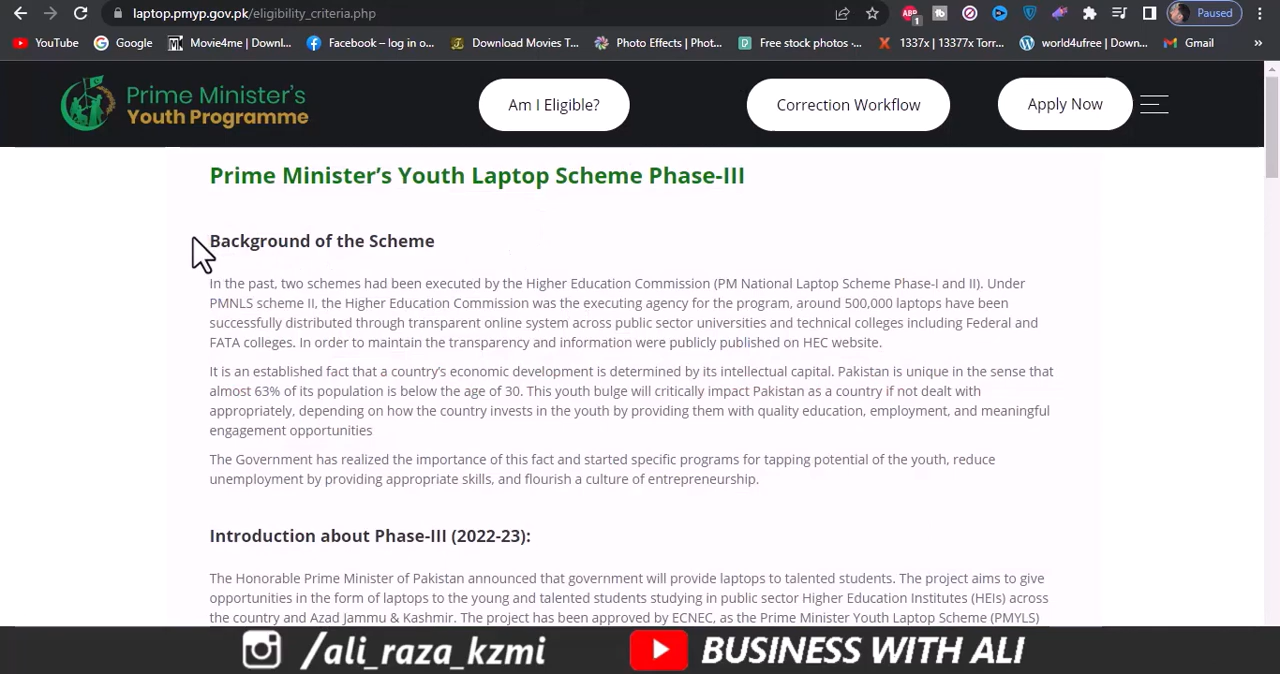 laptop.pmyp.gov.pk/eligibility_criteria.php
ABP
1
tb
Paused
YouTube
Google
Movie4me | Downl...
Facebook – log in o...
Download Movies T...
Photo Effects | Phot...
Free stock photos -...
1337x | 13377x Torr...
world4ufree | Down...
Gmail
»
Prime Minister's
Youth Programme
Am I Eligible?
Correction Workflow
Apply Now
Prime Minister's Youth Laptop Scheme Phase-III
Background of the Scheme
In the past, two schemes had been executed by the Higher Education Commission (PM National Laptop Scheme Phase-I and II). Under
PMNLS scheme II, the Higher Education Commission was the executing agency for the program, around 500,000 laptops have been
successfully distributed through transparent online system across public sector universities and technical colleges including Federal and
FATA colleges. In order to maintain the transparency and information were publicly published on HEC website.
It is an established fact that a country's economic development is determined by its intellectual capital. Pakistan is unique in the sense that
almost 63% of its population is below the age of 30. This youth bulge will critically impact Pakistan as a country if not dealt with
appropriately, depending on how the country invests in the youth by providing them with quality education, employment, and meaningful
engagement opportunities
The Government has realized the importance of this fact and started specific programs for tapping potential of the youth, reduce
unemployment by providing appropriate skills, and flourish a culture of entrepreneurship.
Introduction about Phase-III (2022-23):
The Honorable Prime Minister of Pakistan announced that government will provide laptops to talented students. The project aims to give
opportunities in the form of laptops to the young and talented students studying in public sector Higher Education Institutes (HEIs) across
the country and Azad Jammu & Kashmir. The project has been approved by ECNEC, as the Prime Minister Youth Laptop Scheme (PMYLS)
/ali_raza_kzmi
BUSINESS WITH ALI